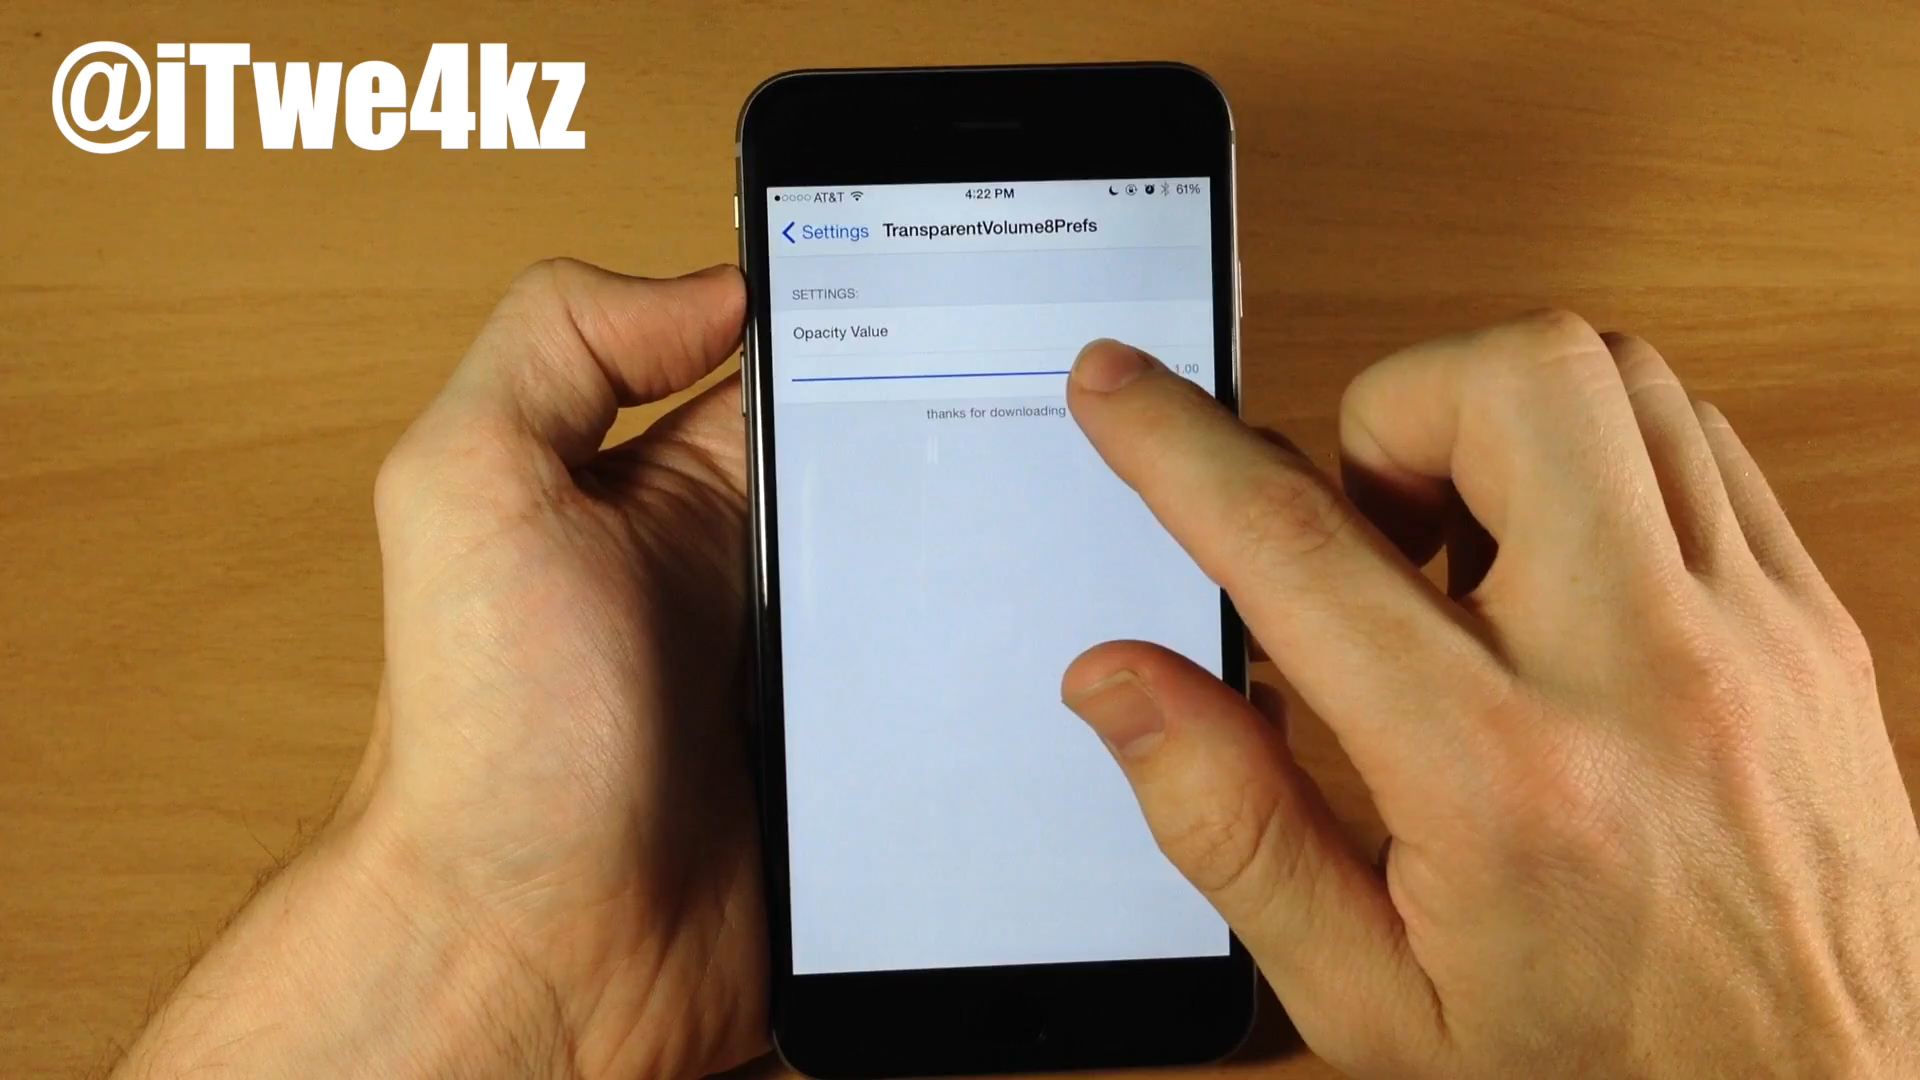 @iTwe4kz
AT&T 4:22 PM 61%
Settings TransparentVolume8Prefs
SETTINGS:
Opacity Value
1.00
thanks for downloading